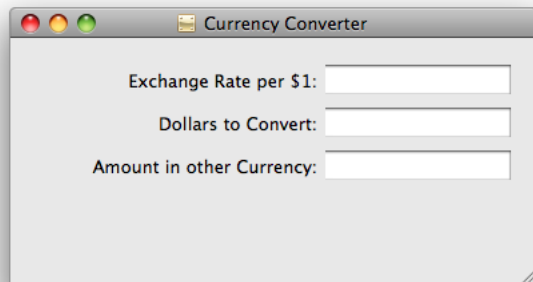 Currency Converter
Exchange Rate per $1:
Dollars to Convert:
Amount in other Currency: